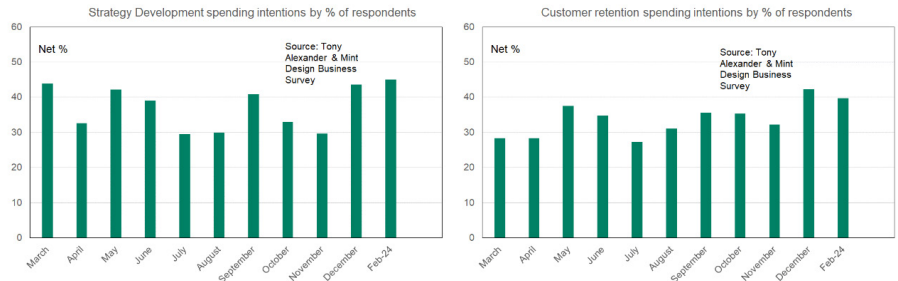 Strategy Development spending intentions by % of respondents
60
50
40
30
20
10
0
Net %
Source: Tony
Alexander & Mint
Design Business
Survey
March
April
May
June
July
August
September
October
November
December
Feb-24
Customer retention spending intentions by % of respondents
60
50
40
30
20
10
0
Net %
Source: Tony
Alexander & Mint
Design Business
Survey
March
April
May
June
July
August
September
October
November
December
Feb-24